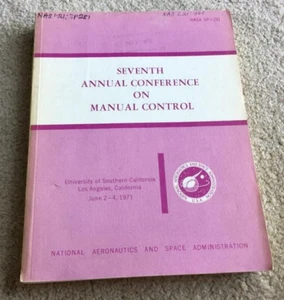 SEVENTH
ANNUAL CONFERENCE
ON
MANUAL CONTROL
University of Southern California
Los Angeles, California
June 2-4, 1971
NATIONAL AERONAUTICS AND SPACE ADMINISTRATION